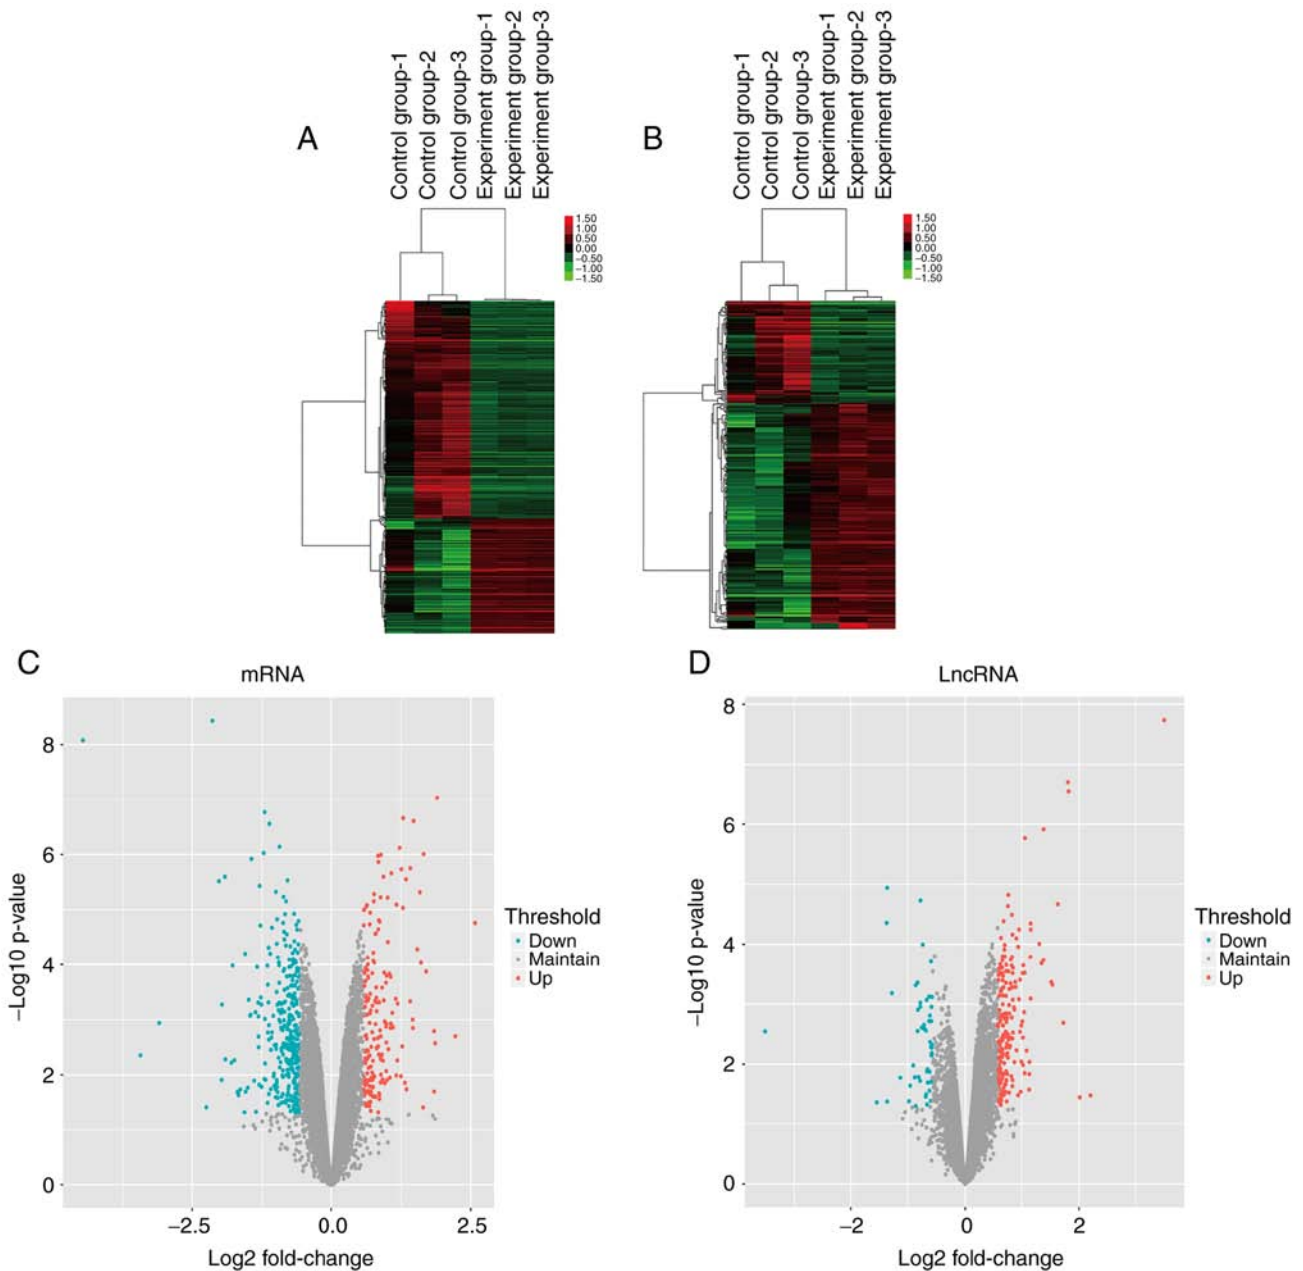 A
Control group-1
Control group-2
Control group-3
Experiment group-1
Experiment group-2
Experiment group-3
1.50
1.00
0.50
0.00
−0.50
−1.00
−1.50
B
Control group-1
Control group-2
Control group-3
Experiment group-1
Experiment group-2
Experiment group-3
1.50
1.00
0.50
0.00
−0.50
−1.00
−1.50
C
mRNA
−Log10 p-value
8
6
4
2
0
−2.5
0.0
2.5
Log2 fold-change
Threshold
Down
Maintain
Up
D
LncRNA
−Log10 p-value
8
6
4
2
0
−2
0
2
Log2 fold-change
Threshold
Down
Maintain
Up